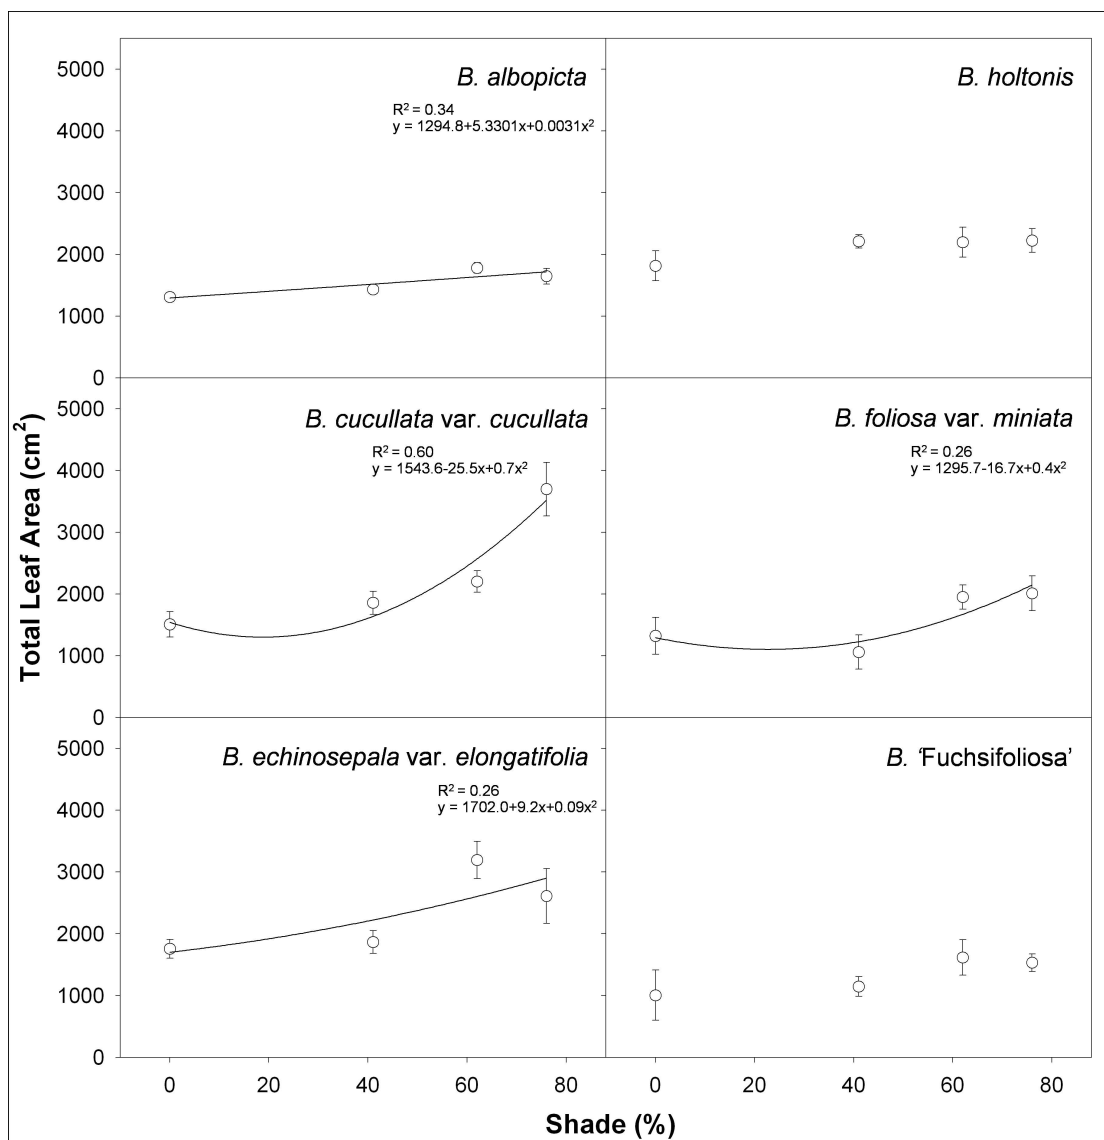 5000
4000
3000
2000
1000
0
B. albopicta
R² = 0.34
y = 1294.8+5.3301x+0.0031x²
B. holtonis
5000
4000
3000
2000
1000
0
B. cucullata var. cucullata
R² = 0.60
y = 1543.6-25.5x+0.7x²
B. foliosa var. miniata
R² = 0.26
y = 1295.7-16.7x+0.4x²
5000
4000
3000
2000
1000
0
B. echinosepala var. elongatifolia
R² = 0.26
y = 1702.0+9.2x+0.09x²
B. ‘Fuchsifoliosa’
Total Leaf Area (cm²)
0 20 40 60 80
0 20 40 60 80
Shade (%)